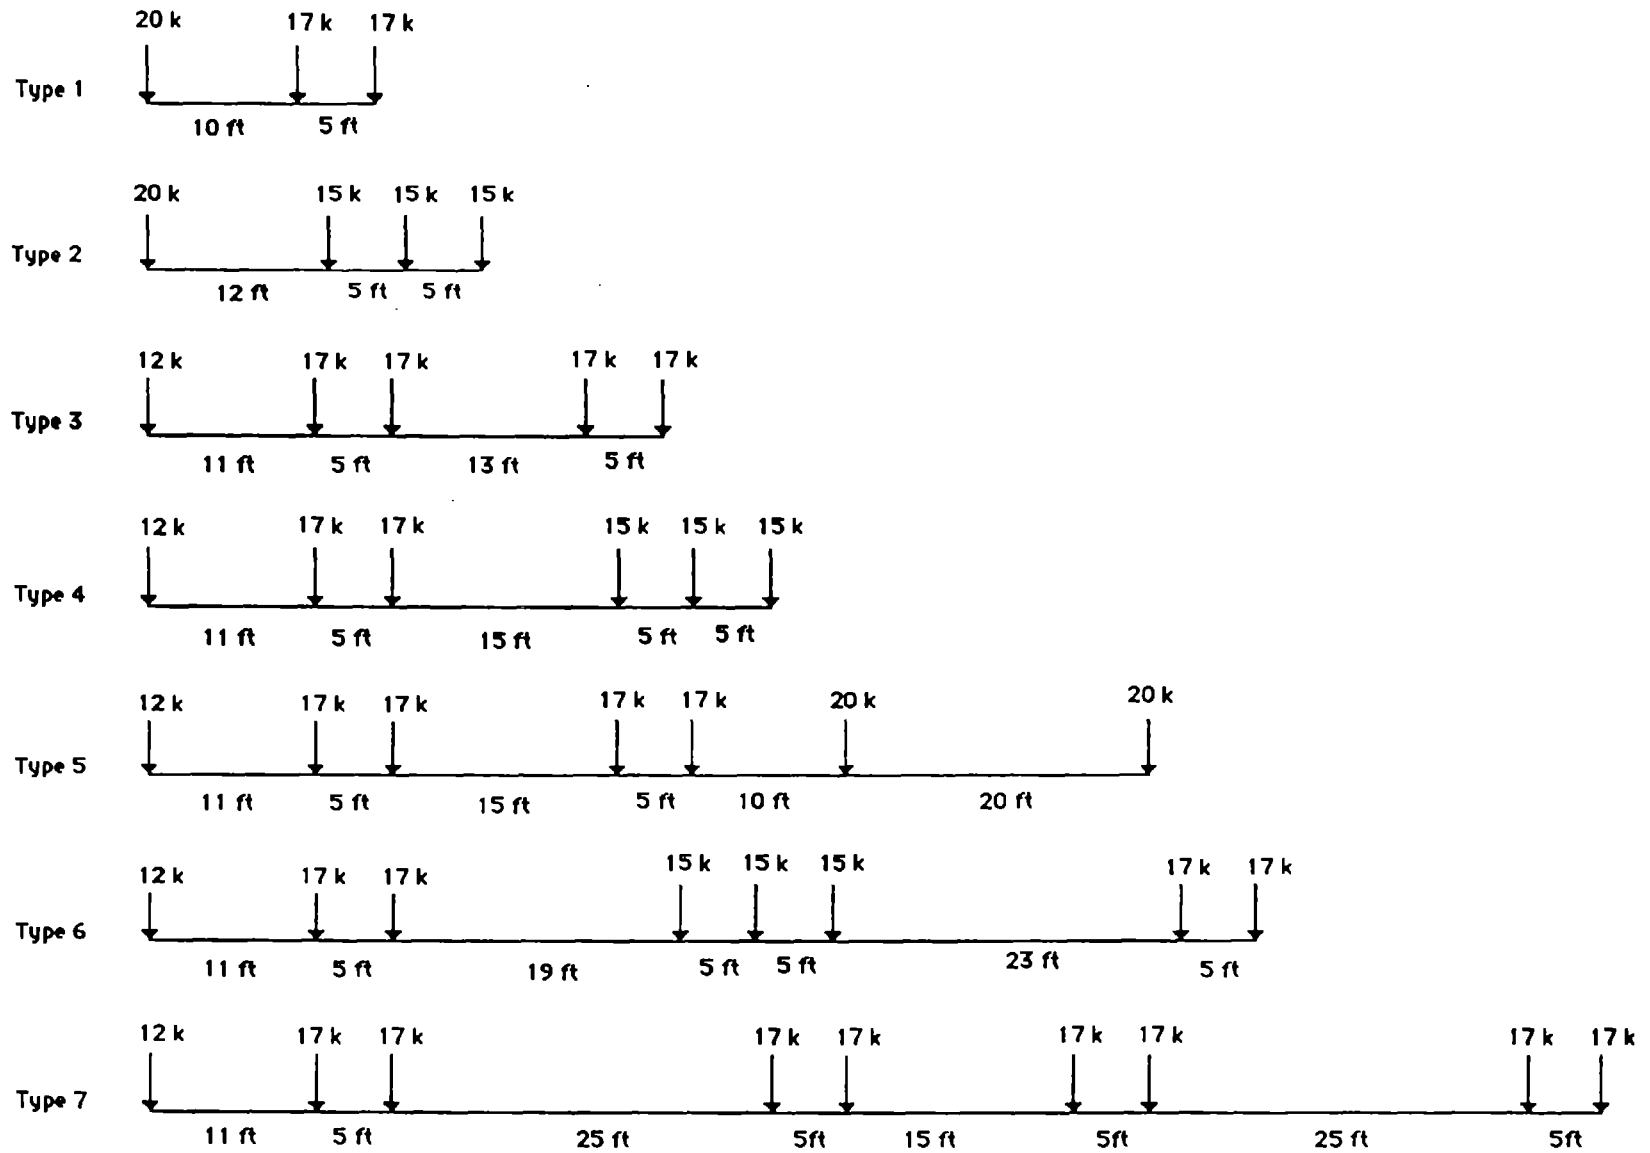 20 k 17 k 17 k
Type 1
10 ft 5 ft
20 k 15 k 15 k 15 k
Type 2
12 ft 5 ft 5 ft
12 k 17 k 17 k 17 k 17 k
Type 3
11 ft 5 ft 13 ft 5 ft
12 k 17 k 17 k 15 k 15 k 15 k
Type 4
11 ft 5 ft 15 ft 5 ft 5 ft
12 k 17 k 17 k 17 k 17 k 20 k 20 k
Type 5
11 ft 5 ft 15 ft 5 ft 10 ft 20 ft
12 k 17 k 17 k 15 k 15 k 15 k 17 k 17 k
Type 6
11 ft 5 ft 19 ft 5 ft 5 ft 23 ft 5 ft
12 k 17 k 17 k 17 k 17 k 17 k 17 k 17 k 17 k
Type 7
11 ft 5 ft 25 ft 5ft 15 ft 5ft 25 ft 5ft